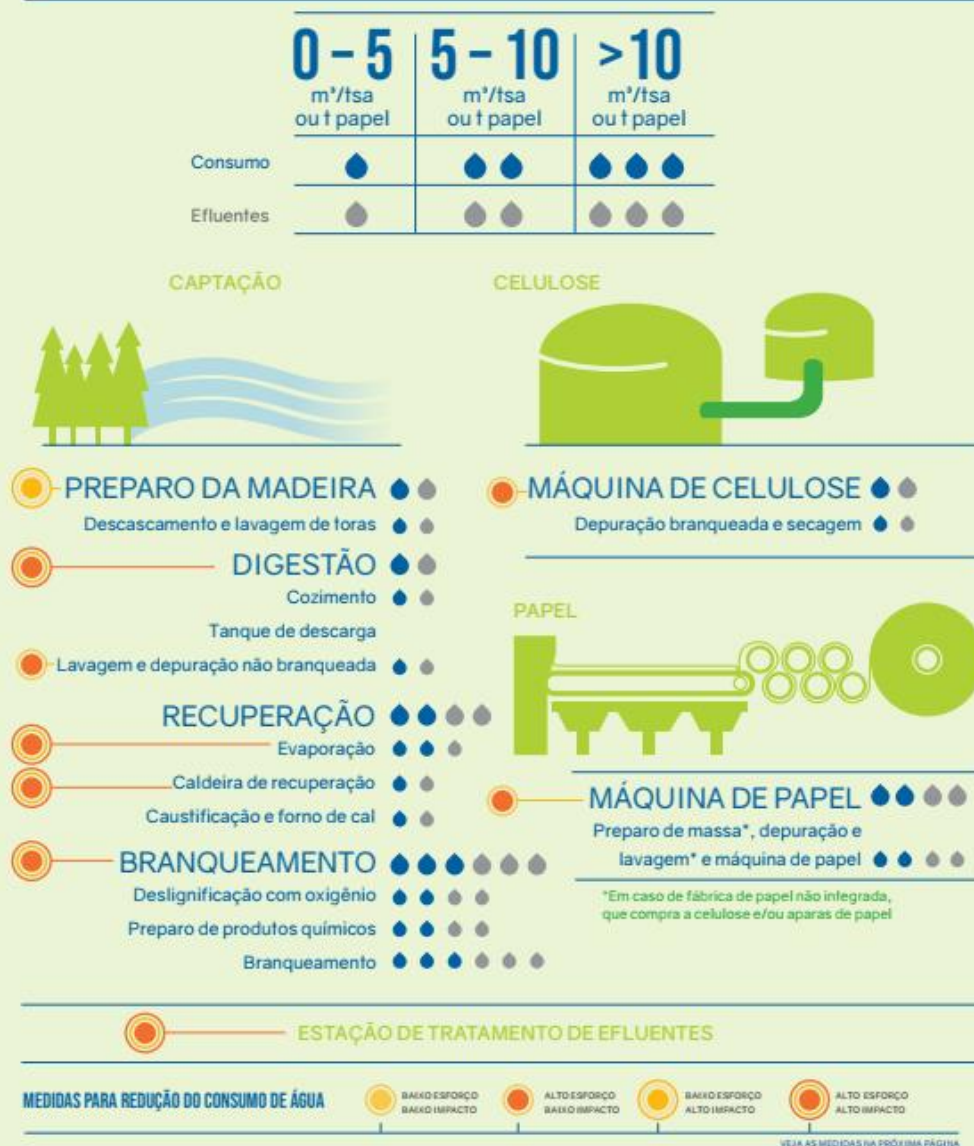 0 – 5
m³/tsa
ou t papel
5 – 10
m³/tsa
ou t papel
>10
m³/tsa
ou t papel
Consumo
Efluentes
CAPTAÇÃO
PREPARO DA MADEIRA
Descascamento e lavagem de toras
DIGESTÃO
Cozimento
Tanque de descarga
Lavagem e depuração não branqueada
RECUPERAÇÃO
Evaporação
Caldeira de recuperação
Caustificação e forno de cal
BRANQUEAMENTO
Deslignificação com oxigênio
Preparo de produtos químicos
Branqueamento
CELULOSE
MÁQUINA DE CELULOSE
Depuração branqueada e secagem
PAPEL
MÁQUINA DE PAPEL
Preparo de massa*, depuração e
lavagem* e máquina de papel
*Em caso de fábrica de papel não integrada,
que compra a celulose e/ou aparas de papel
ESTAÇÃO DE TRATAMENTO DE EFLUENTES
MEDIDAS PARA REDUÇÃO DO CONSUMO DE ÁGUA
BAIXO ESFORÇO
BAIXO IMPACTO
ALTO ESFORÇO
BAIXO IMPACTO
BAIXO ESFORÇO
ALTO IMPACTO
ALTO ESFORÇO
ALTO IMPACTO
VEJA AS MEDIDAS NA PRÓXIMA PÁGINA